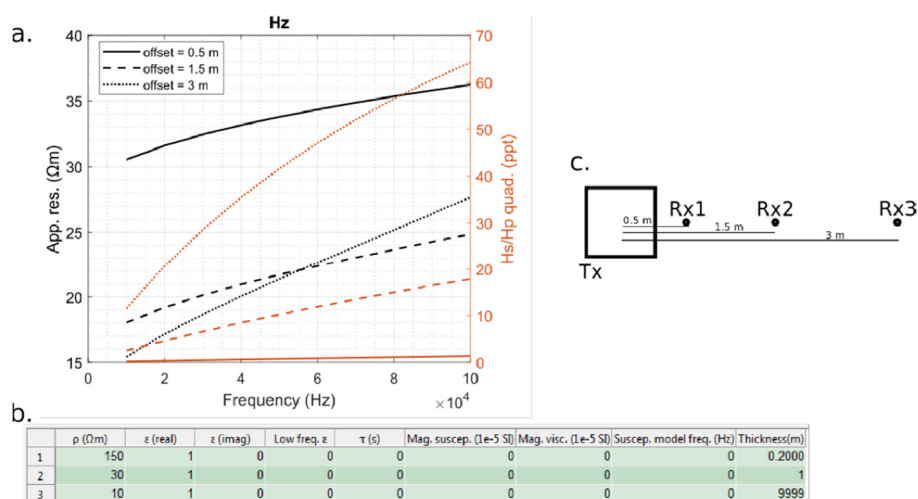 a.
Hz
offset = 0.5 m
offset = 1.5 m
offset = 3 m
App. res. (Ωm)
40
35
30
25
20
15
70
60
50
40
30
20
10
0
Hs/Hp quad. (ppt)
0 2 4 6 8 10
×10⁴
Frequency (Hz)
c.
Rx1 Rx2 Rx3
0.5 m
1.5 m
3 m
Tx
b.
ρ (Ωm) ε (real) ε (imag) Low freq. ε τ (s) Mag. suscep. (1e-5 SI) Mag. visc. (1e-5 SI) Suscep. model freq. (Hz) Thickness(m)
1 150 1 0 0 0 0 0 0 0.2000
2 30 1 0 0 0 0 0 0 1
3 10 1 0 0 0 0 0 0 9999